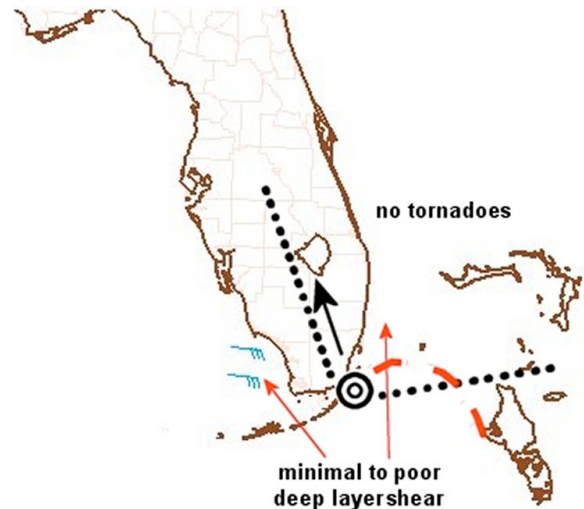 no tornadoes
minimal to poor
deep layershear